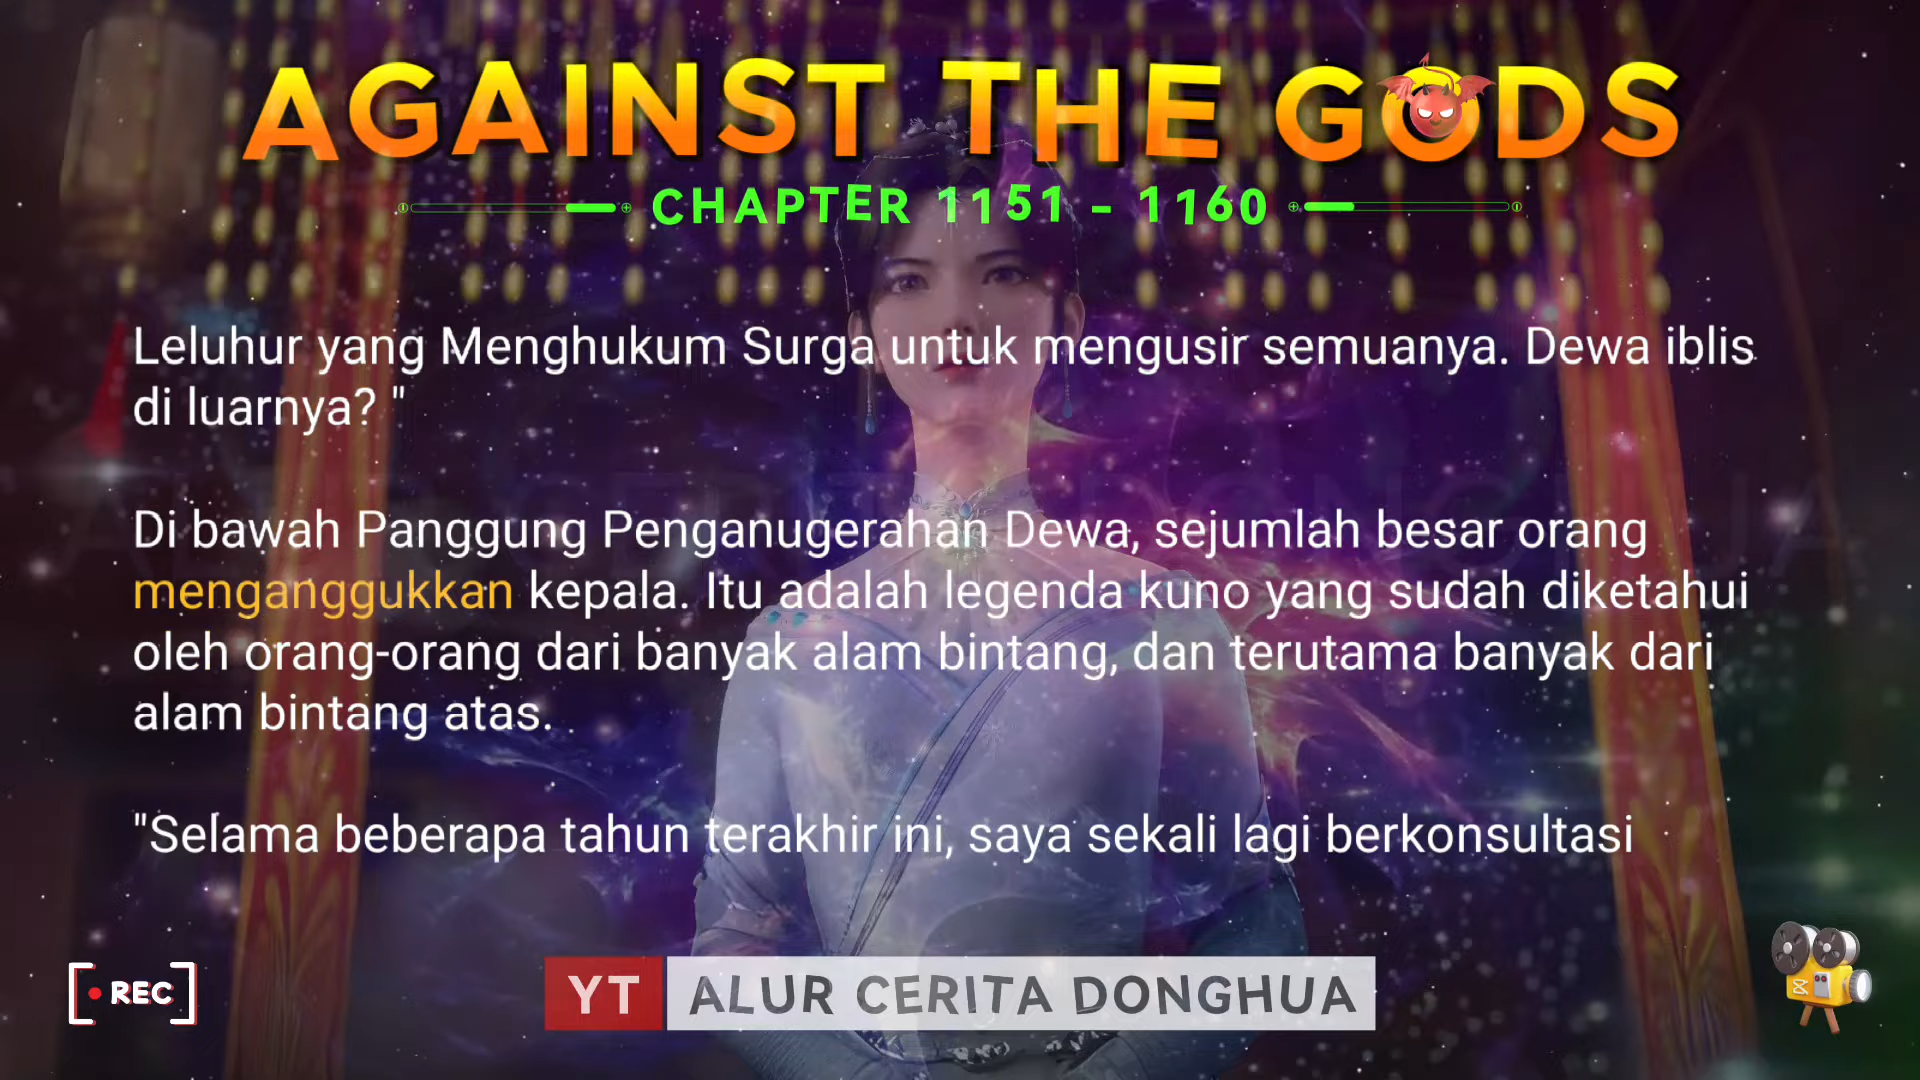 AGAINST THE GODS
CHAPTER 1151 - 1160
Leluhur yang Menghukum Surga untuk mengusir semuanya. Dewa iblis
di luarnya? "
Di bawah Panggung Penganugerahan Dewa, sejumlah besar orang
menganggukkan kepala. Itu adalah legenda kuno yang sudah diketahui
oleh orang-orang dari banyak alam bintang, dan terutama banyak dari
alam bintang atas.
"Selama beberapa tahun terakhir ini, saya sekali lagi berkonsultasi
REC
YT ALUR CERITA DONGHUA